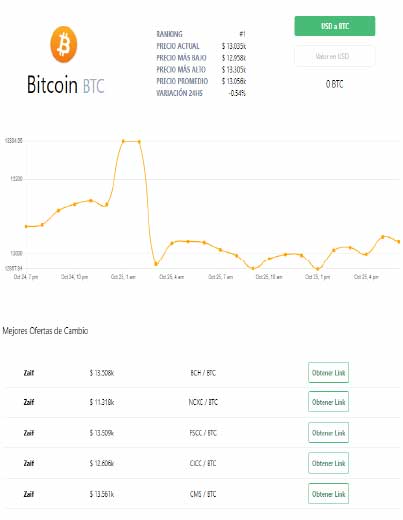 RANKING #1
PRECIO ACTUAL $ 13.035k
PRECIO MÁS BAJO $ 12.958k
PRECIO MÁS ALTO $ 13.305k
PRECIO PROMEDIO $ 13.056k
VARIACIÓN 24HS -0.54%
Bitcoin BTC
USD a BTC
Valor en USD
0 BTC
13200
13000
Oct 24, 7 pm Oct 24, 10 pm Oct 25, 1 am Oct 25, 4 am Oct 25, 7 am Oct 25, 10 am Oct 25, 1 pm Oct 25, 4 pm
Mejores Ofertas de Cambio
Zaif $ 13.508k BCH / BTC Obtener Link
Zaif $ 11.318k NCXC / BTC Obtener Link
Zaif $ 13.509k FSCC / BTC Obtener Link
Zaif $ 12.606k CICC / BTC Obtener Link
Zaif $ 13.561k CMS / BTC Obtener Link